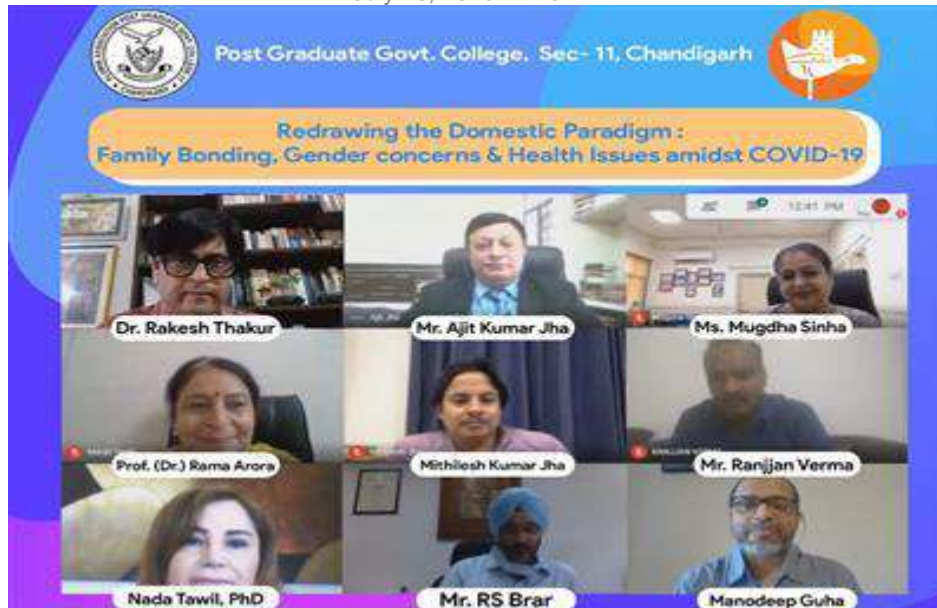 Post Graduate Govt. College, Sec- 11, Chandigarh
Redrawing the Domestic Paradigm :
Family Bonding, Gender concerns & Health Issues amidst COVID-19
12:41 PM
Dr. Rakesh Thakur
Mr. Ajit Kumar Jha
Ms. Mugdha Sinha
Prof. (Dr.) Rama Arora
Mithilesh Kumar Jha
Mr. Ranjjan Verma
Nada Tawil, PhD
Mr. RS Brar
Manodeep Guha